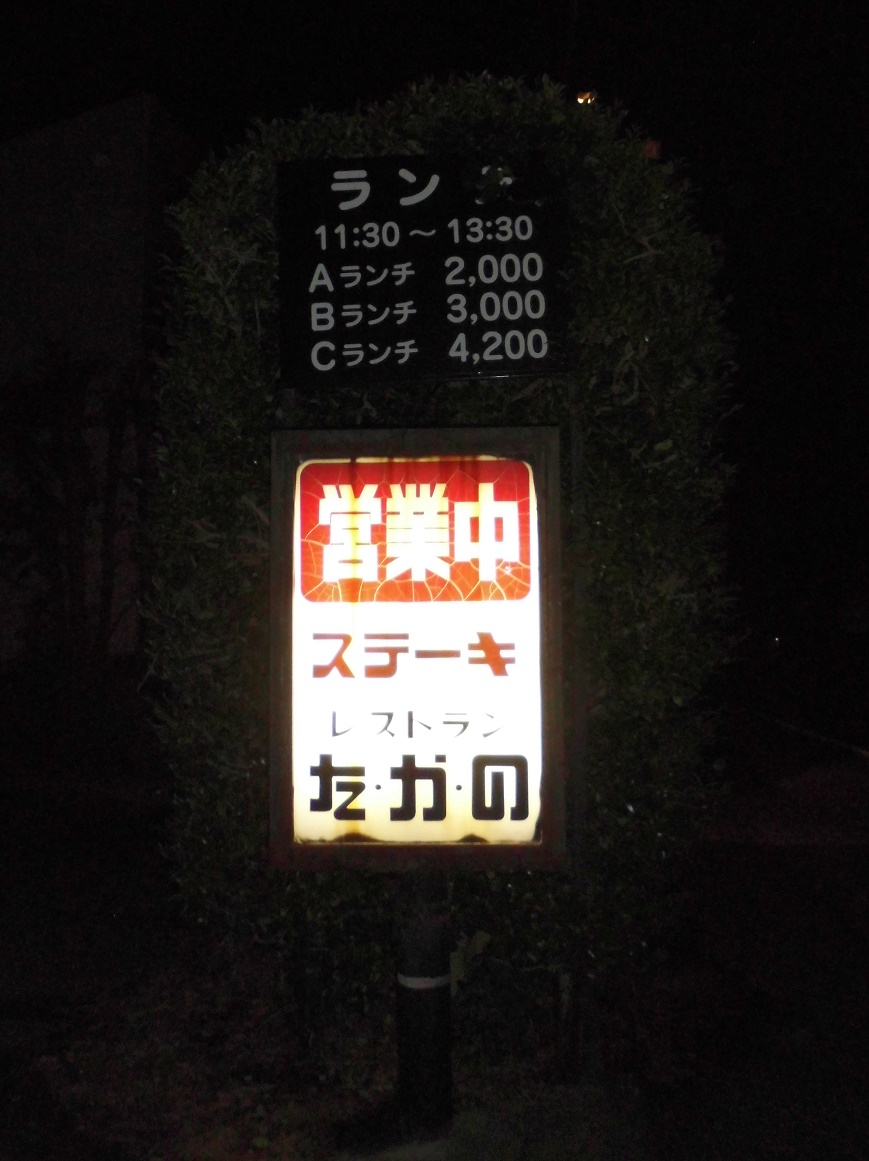 ラン
11:30～13:30
Aランチ 2,000
Bランチ 3,000
Cランチ 4,200
営業中
ステーキ
レストラン
た・か・の